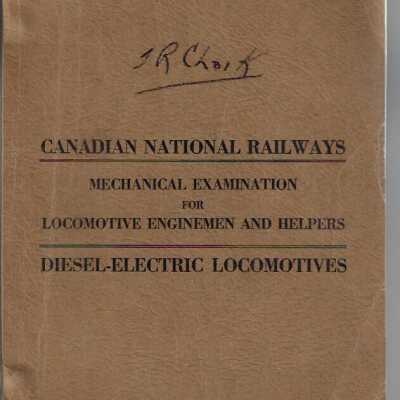 CANADIAN NATIONAL RAILWAYS
MECHANICAL EXAMINATION
FOR
LOCOMOTIVE ENGINEMEN AND HELPERS
DIESEL-ELECTRIC LOCOMOTIVES